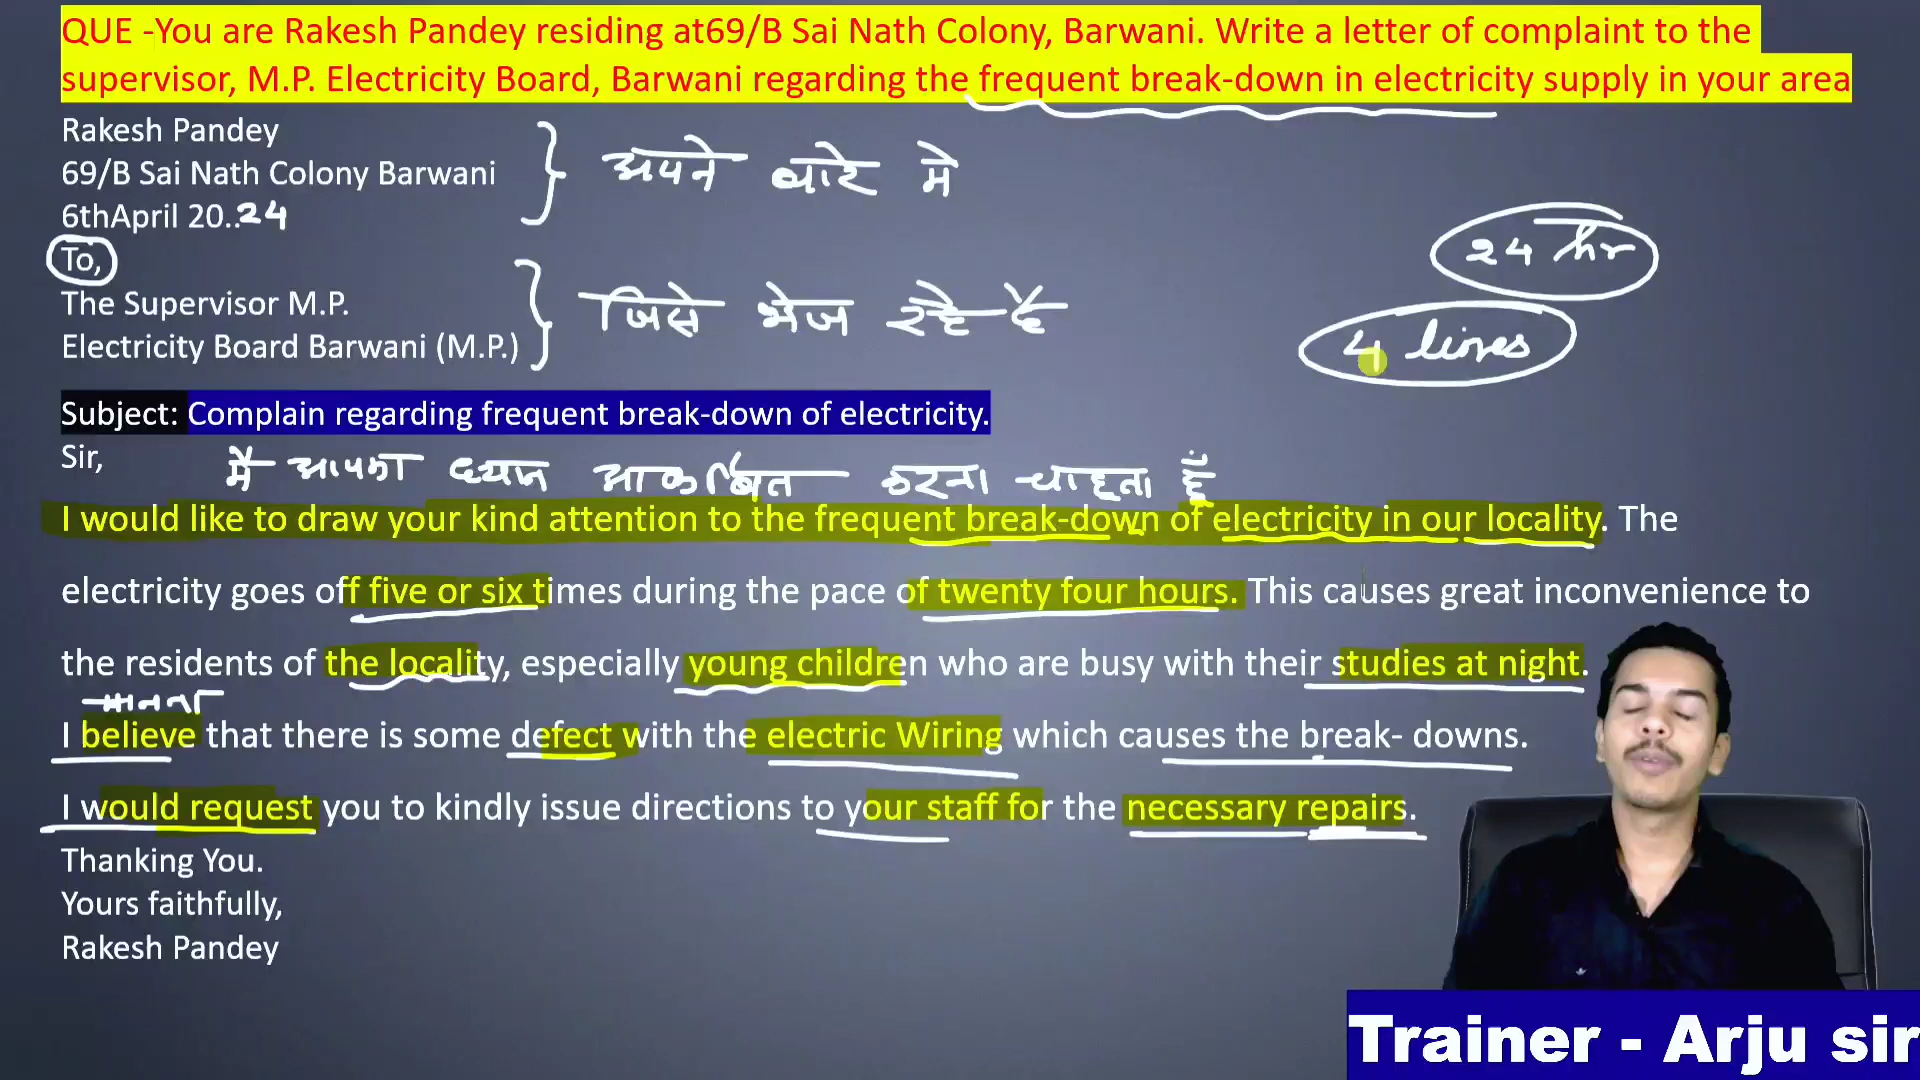 QUE -You are Rakesh Pandey residing at69/B Sai Nath Colony, Barwani. Write a letter of complaint to the
supervisor, M.P. Electricity Board, Barwani regarding the frequent break-down in electricity supply in your area
Rakesh Pandey
69/B Sai Nath Colony Barwani
अपने बारे में
6thApril 20..24
To,
24 hr
The Supervisor M.P.
Electricity Board Barwani (M.P.)
जिसे भेज रहे हैं
4 lines
Subject: Complain regarding frequent break-down of electricity.
Sir,
मैं आपका ध्यान आकर्षित करना चाहता हूँ
I would like to draw your kind attention to the frequent break-down of electricity in our locality. The
electricity goes off five or six times during the pace of twenty four hours. This causes great inconvenience to
the residents of the locality, especially young children who are busy with their studies at night.
मानना
I believe that there is some defect with the electric Wiring which causes the break- downs.
I would request you to kindly issue directions to your staff for the necessary repairs.
Thanking You.
Yours faithfully,
Rakesh Pandey
Trainer - Arju sir